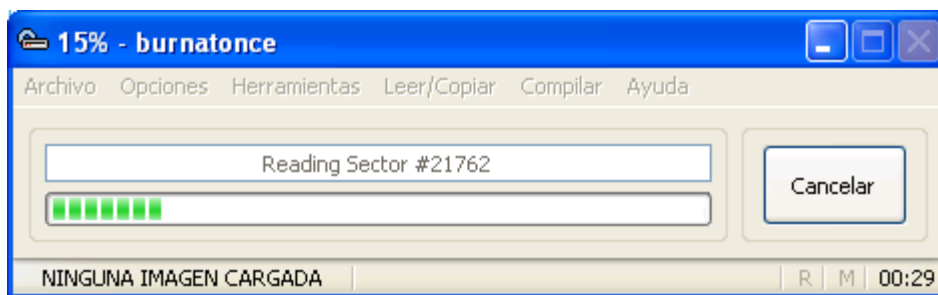 15% - burnatonce
Archivo Opciones Herramientas Leer/Copiar Compilar Ayuda
Reading Sector #21762
Cancelar
NINGUNA IMAGEN CARGADA R M 00:29